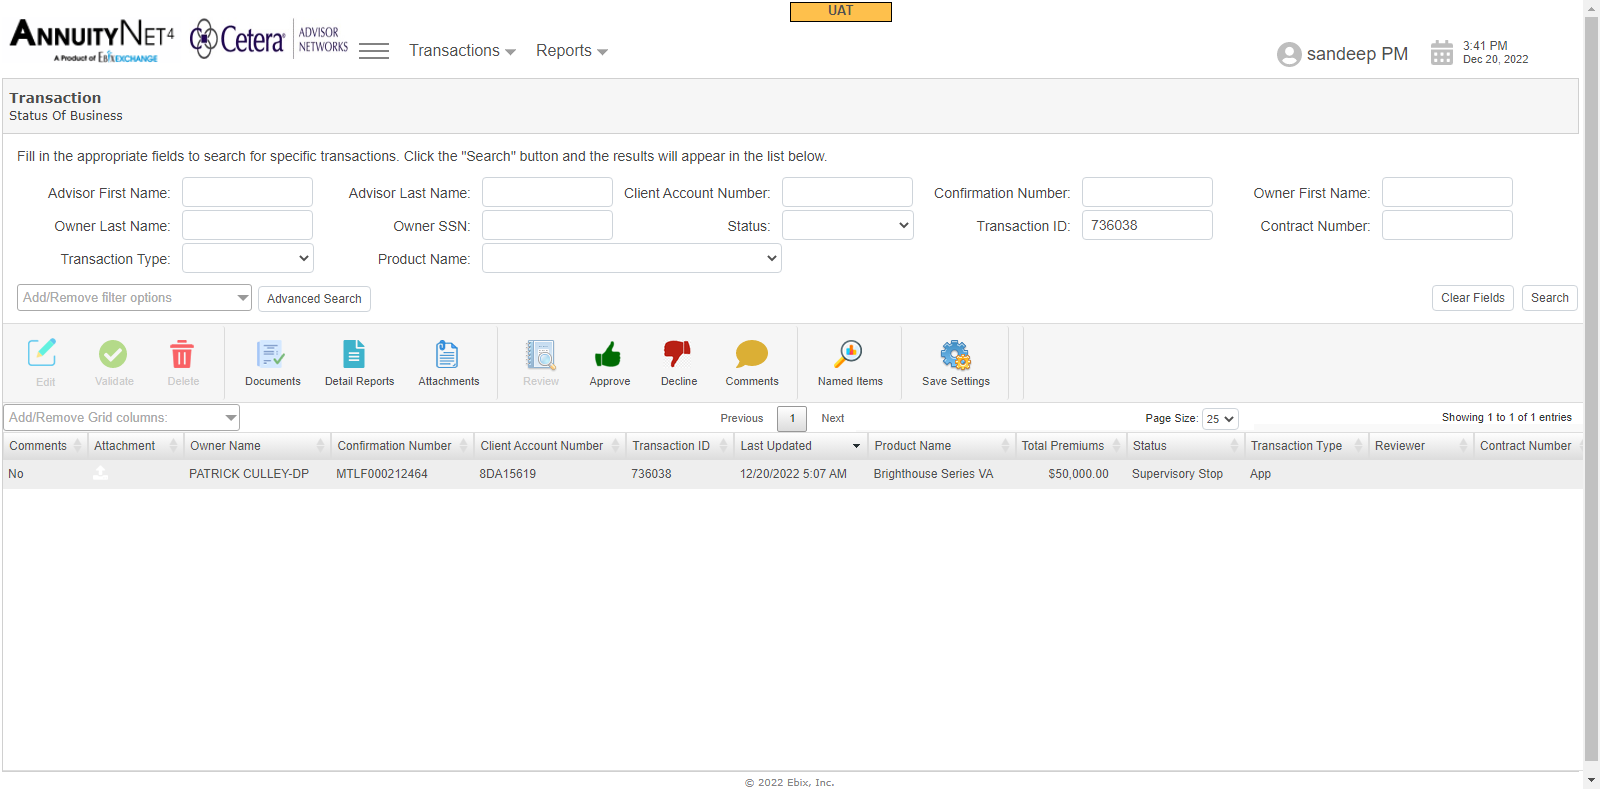 UAT
ANNUITYNET4
A Product of EbixEXCHANGE
Cetera
ADVISOR
NETWORKS
Transactions
Reports
sandeep PM
3:41 PM
Dec 20, 2022
Transaction
Status Of Business
Fill in the appropriate fields to search for specific transactions. Click the "Search" button and the results will appear in the list below.
Advisor First Name: Advisor Last Name: Client Account Number: Confirmation Number: Owner First Name:
Owner Last Name: Owner SSN: Status: Transaction ID: 736038 Contract Number:
Transaction Type: Product Name:
Add/Remove filter options Advanced Search Clear Fields Search
Edit Validate Delete Documents Detail Reports Attachments Review Approve Decline Comments Named Items Save Settings
Add/Remove Grid columns: Previous 1 Next Page Size: 25 Showing 1 to 1 of 1 entries
Comments Attachment Owner Name Confirmation Number Client Account Number Transaction ID Last Updated Product Name Total Premiums Status Transaction Type Reviewer Contract Number
No PATRICK CULLEY-DP MTLF000212464 8DA15619 736038 12/20/2022 5:07 AM Brighthouse Series VA $50,000.00 Supervisory Stop App
© 2022 Ebix, Inc.